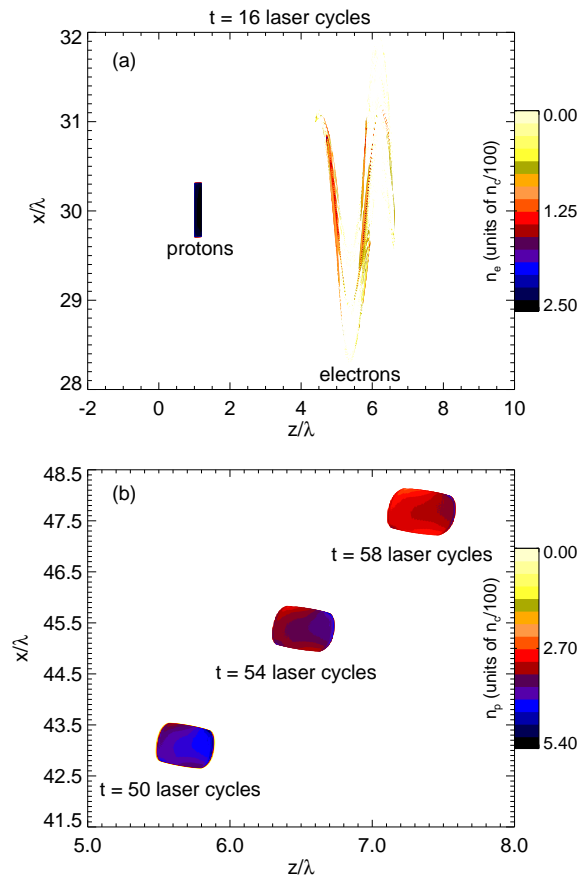 t = 16 laser cycles
(a)
32
31
30
29
28
x/λ
protons
electrons
-2 0 2 4 6 8 10
z/λ
0.00
1.25
2.50
n_e (units of n_c/100)
(b)
48.5
47.5
46.5
45.5
44.5
43.5
42.5
41.5
x/λ
t = 58 laser cycles
t = 54 laser cycles
t = 50 laser cycles
5.0 6.0 7.0 8.0
z/λ
0.00
2.70
5.40
n_p (units of n_c/100)